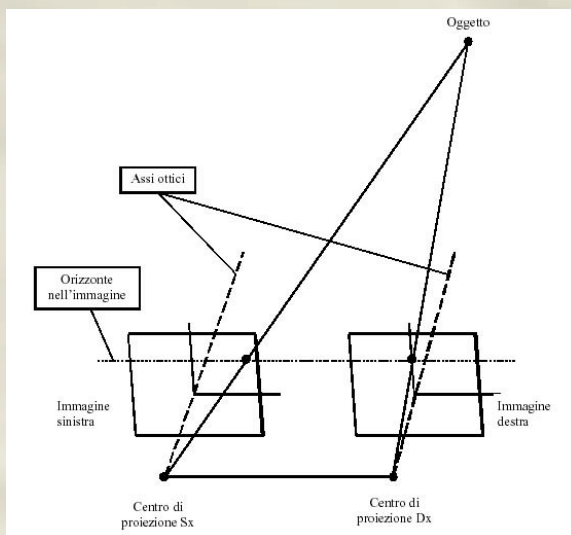 Oggetto
Assi ottici
Orizzonte
nell'immagine
Immagine
sinistra
Immagine
destra
Centro di
proiezione Sx
Centro di
proiezione Dx